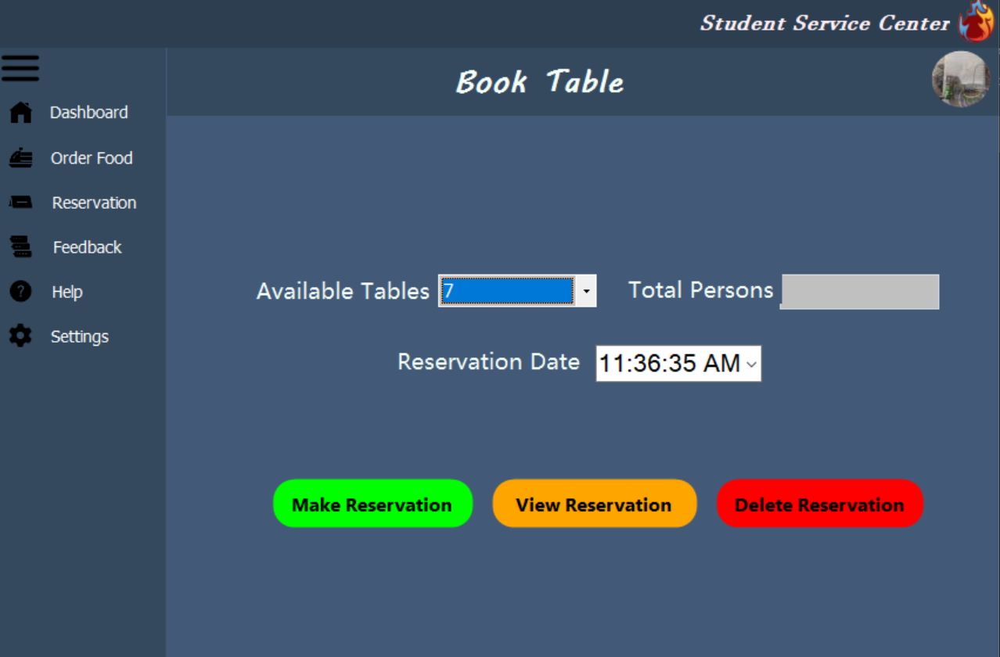 Student Service Center
Book Table
Dashboard
Order Food
Reservation
Feedback
Help
Settings
Available Tables 7 Total Persons
Reservation Date 11:36:35 AM
Make Reservation View Reservation Delete Reservation